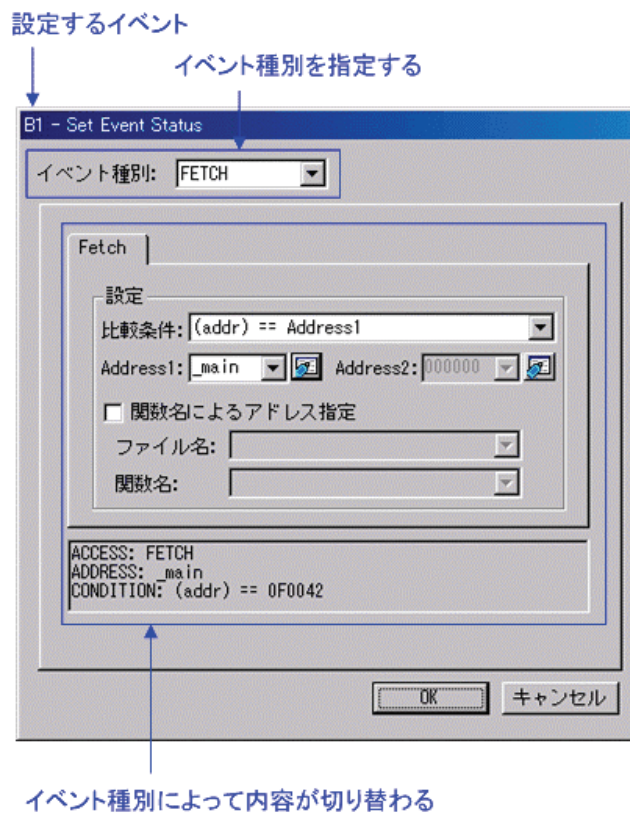 設定するイベント
イベント種別を指定する
B1 - Set Event Status
イベント種別: FETCH
Fetch
設定
比較条件: (addr) == Address1
Address1: _main Address2: 000000
関数名によるアドレス指定
ファイル名:
関数名:
ACCESS: FETCH
ADDRESS: _main
CONDITION: (addr) == 0F0042
OK キャンセル
イベント種別によって内容が切り替わる